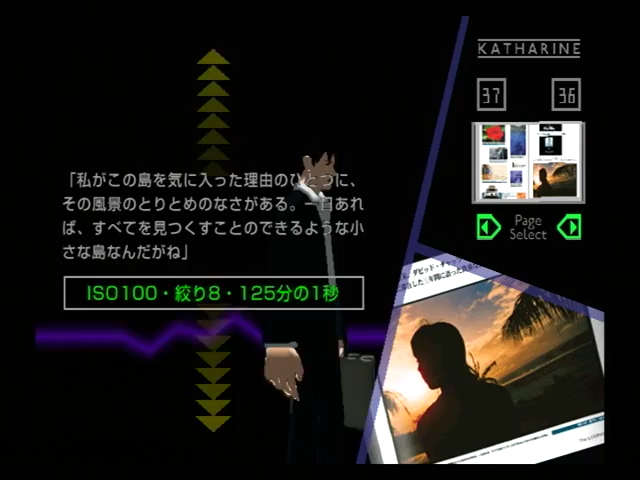 KATHARINE
37 36
「私がこの島を気に入った理由のひとつに、
その風景のとりとめのなさがある。一日あれ
ば、すべてを見つくすことのできるような小
さな島なんだがね」
ISO100・絞り8・125分の1秒
Page
Select